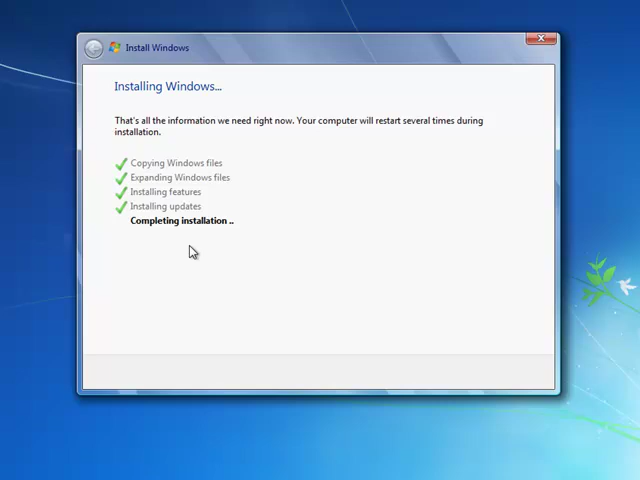 Install Windows
Installing Windows...
That's all the information we need right now. Your computer will restart several times during
installation.
Copying Windows files
Expanding Windows files
Installing features
Installing updates
Completing installation ..